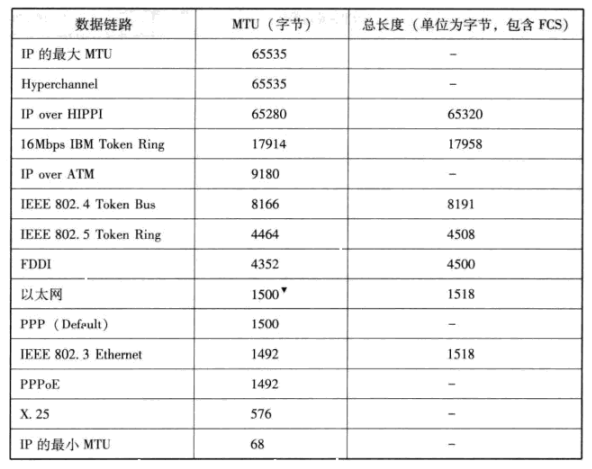 数据链路 MTU（字节） 总长度（单位为字节，包含 FCS）
IP 的最大 MTU 65535 –
Hyperchannel 65535 –
IP over HIPPI 65280 65320
16Mbps IBM Token Ring 17914 17958
IP over ATM 9180 –
IEEE 802.4 Token Bus 8166 8191
IEEE 802.5 Token Ring 4464 4508
FDDI 4352 4500
以太网 1500▼ 1518
PPP（Default） 1500 –
IEEE 802.3 Ethernet 1492 1518
PPPoE 1492 –
X.25 576 –
IP 的最小 MTU 68 –